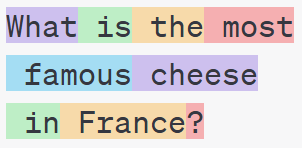 What is the most
famous cheese
in France?